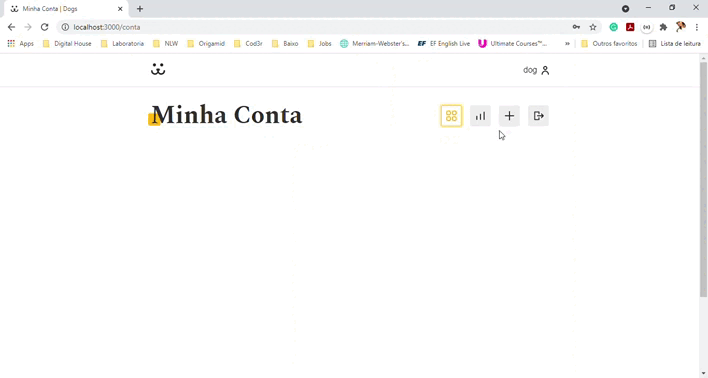 Minha Conta | Dogs
localhost:3000/conta
Apps Digital House Laboratoria NLW Origamid Cod3r Baixo Jobs Merriam-Webster's... EF EF English Live Ultimate Courses™... » Outros favoritos Lista de leitura
dog
Minha Conta